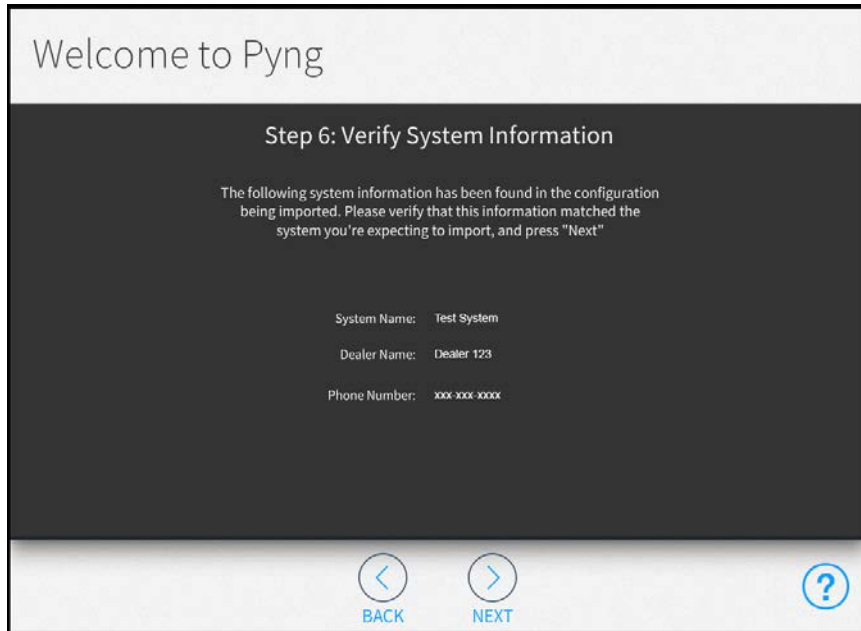 Welcome to Pyng
Step 6: Verify System Information
The following system information has been found in the configuration
being imported. Please verify that this information matched the
system you're expecting to import, and press "Next"
System Name: Test System
Dealer Name: Dealer 123
Phone Number: xxx-xxx-xxxx
BACK NEXT ?